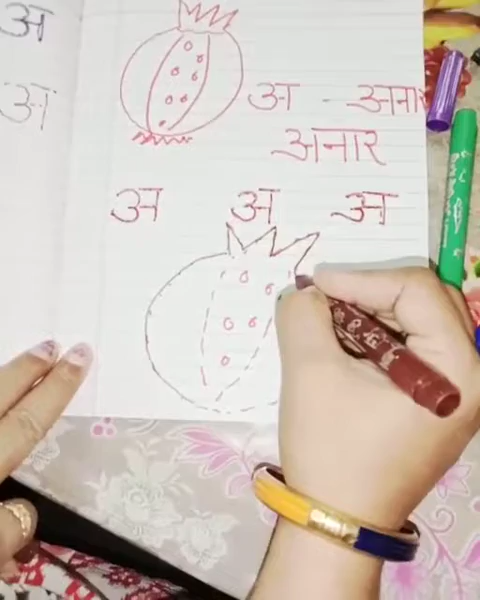 अ
अ
अ - अनार
अनार
अ अ अ